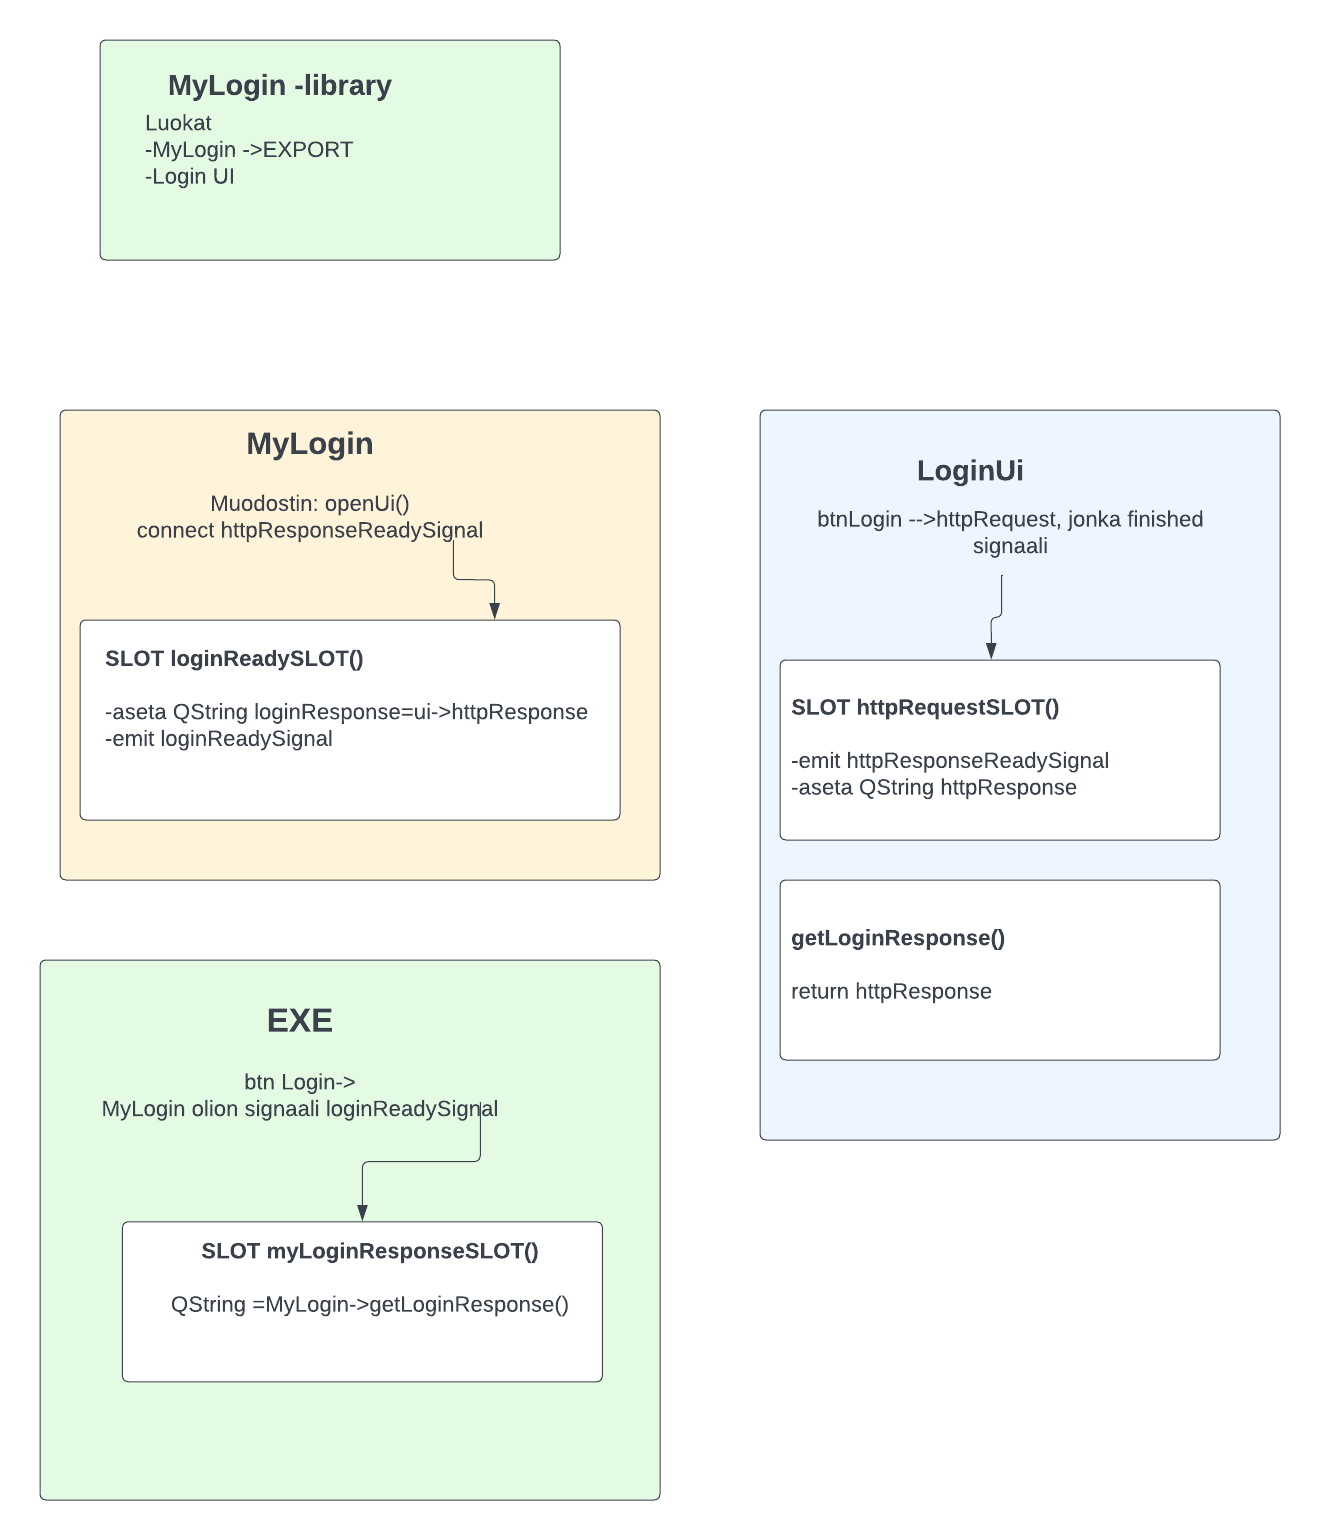 MyLogin -library
Luokat
-MyLogin ->EXPORT
-Login UI
MyLogin
Muodostin: openUi()
connect httpResponseReadySignal
SLOT loginReadySLOT()
-aseta QString loginResponse=ui->httpResponse
-emit loginReadySignal
LoginUi
btnLogin -->httpRequest, jonka finished
signaali
SLOT httpRequestSLOT()
-emit httpResponseReadySignal
-aseta QString httpResponse
getLoginResponse()
return httpResponse
EXE
btn Login->
MyLogin olion signaali loginReadySignal
SLOT myLoginResponseSLOT()
QString =MyLogin->getLoginResponse()